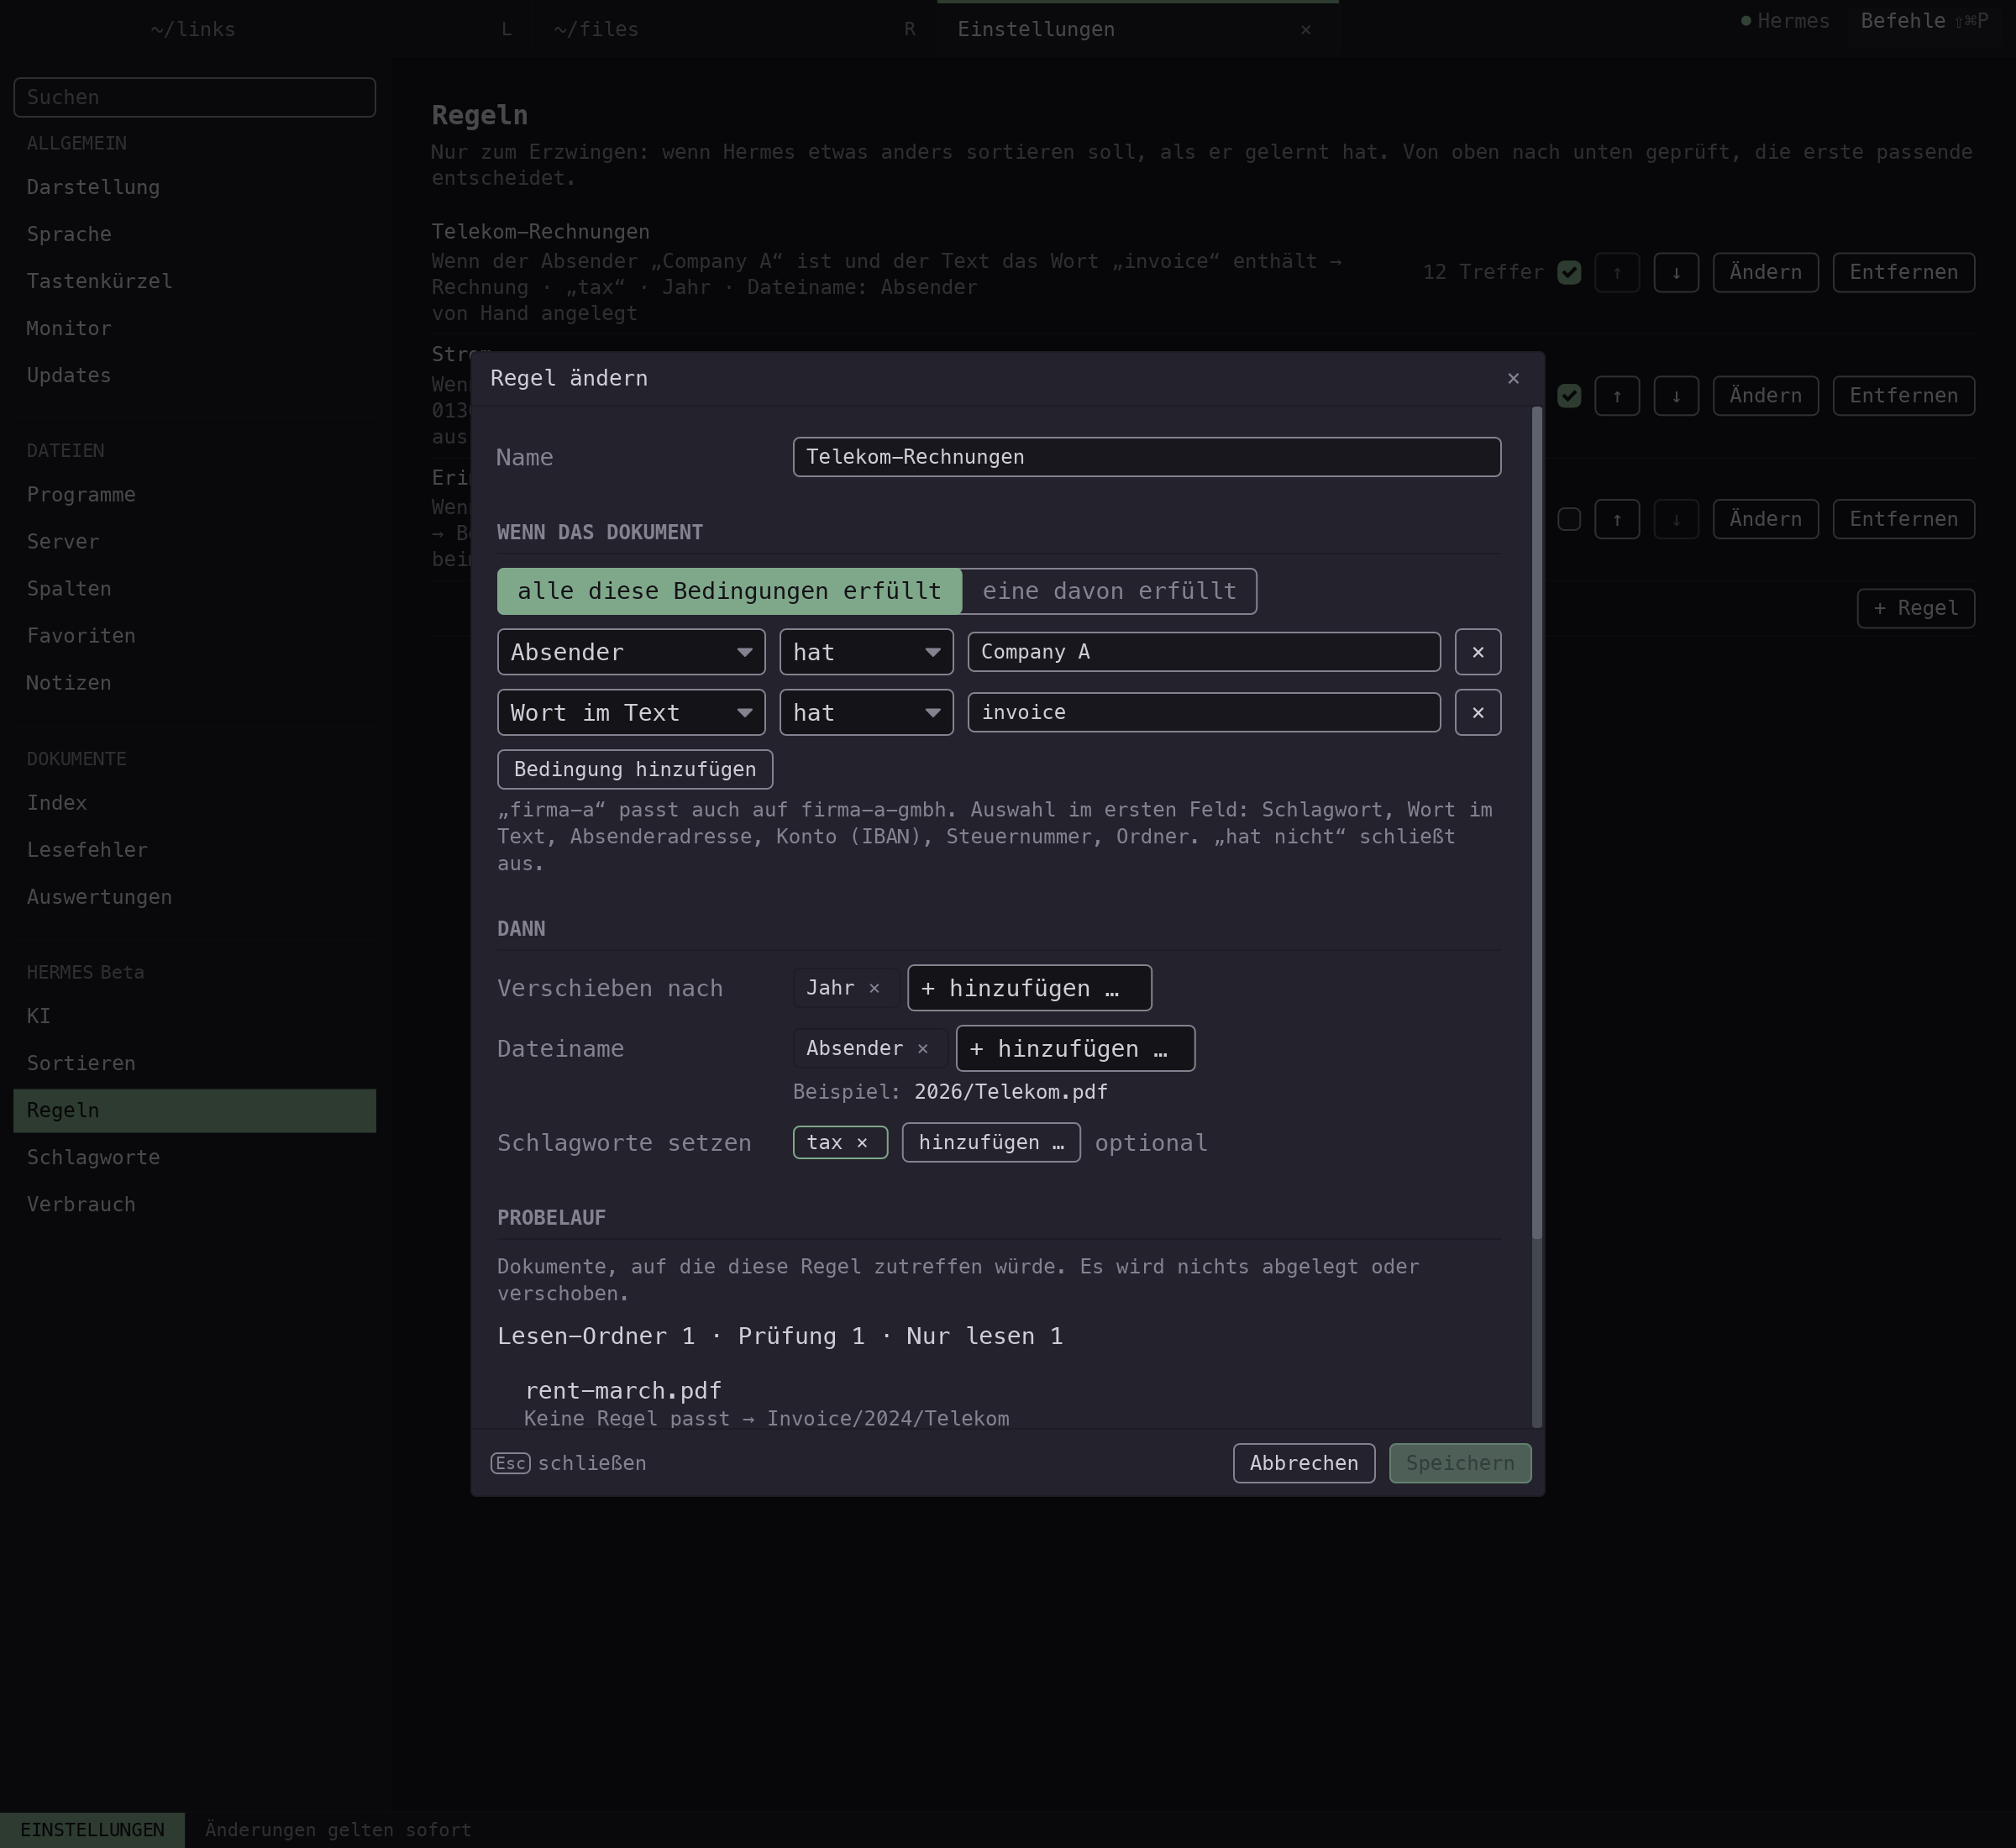 ~/links L
~/files R
Einstellungen ×
Hermes Befehle ⇧⌘P
Suchen
ALLGEMEIN
Darstellung
Sprache
Tastenkürzel
Monitor
Updates
DATEIEN
Programme
Server
Spalten
Favoriten
Notizen
DOKUMENTE
Index
Lesefehler
Auswertungen
HERMES Beta
KI
Sortieren
Regeln
Schlagworte
Verbrauch
Regeln
Nur zum Erzwingen: wenn Hermes etwas anders sortieren soll, als er gelernt hat. Von oben nach unten geprüft, die erste passende
entscheidet.
Telekom-Rechnungen
Wenn der Absender „Company A“ ist und der Text das Wort „invoice“ enthält →
Rechnung · „tax“ · Jahr · Dateiname: Absender
von Hand angelegt
12 Treffer ↑ ↓ Ändern Entfernen
↑ ↓ Ändern Entfernen
↑ ↓ Ändern Entfernen
+ Regel
Regel ändern ×
Name Telekom-Rechnungen
WENN DAS DOKUMENT
alle diese Bedingungen erfüllt eine davon erfüllt
Absender hat Company A ×
Wort im Text hat invoice ×
Bedingung hinzufügen
„firma-a“ passt auch auf firma-a-gmbh. Auswahl im ersten Feld: Schlagwort, Wort im
Text, Absenderadresse, Konto (IBAN), Steuernummer, Ordner. „hat nicht“ schließt
aus.
DANN
Verschieben nach Jahr × + hinzufügen …
Dateiname Absender × + hinzufügen …
Beispiel: 2026/Telekom.pdf
Schlagworte setzen tax × hinzufügen … optional
PROBELAUF
Dokumente, auf die diese Regel zutreffen würde. Es wird nichts abgelegt oder
verschoben.
Lesen-Ordner 1 · Prüfung 1 · Nur lesen 1
rent-march.pdf
Keine Regel passt → Invoice/2024/Telekom
Esc schließen Abbrechen Speichern
EINSTELLUNGEN Änderungen gelten sofort